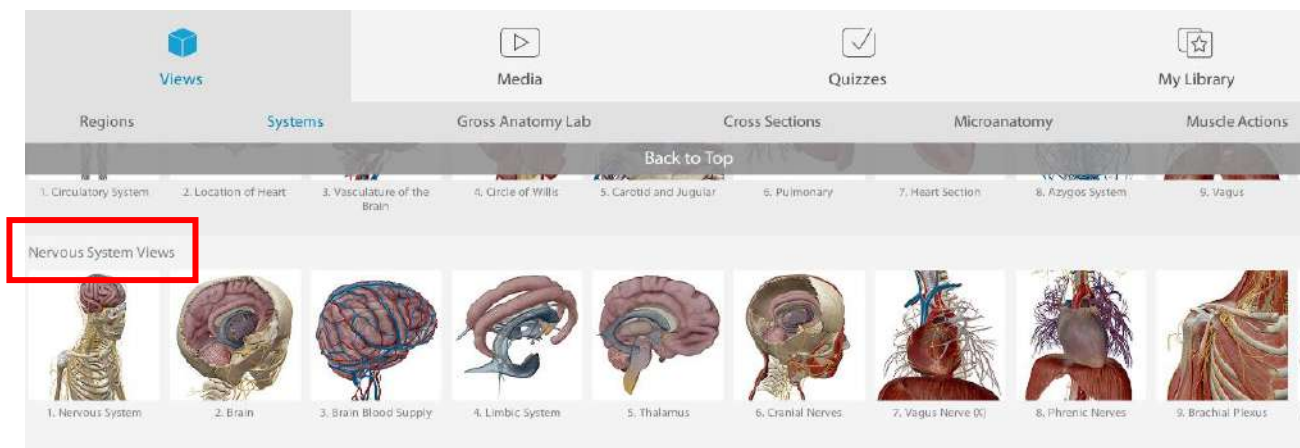 Views Media Quizzes My Library
Regions Systems Gross Anatomy Lab Cross Sections Microanatomy Muscle Actions
Back to Top
1. Circulatory System 2. Location of Heart 3. Vasculature of the Brain 4. Circle of Willis 5. Carotid and Jugular 6. Pulmonary 7. Heart Section 8. Azygos System 9. Vagus
Nervous System Views
1. Nervous System 2. Brain 3. Brain Blood Supply 4. Limbic System 5. Thalamus 6. Cranial Nerves 7. Vagus Nerve (X) 8. Phrenic Nerves 9. Brachial Plexus